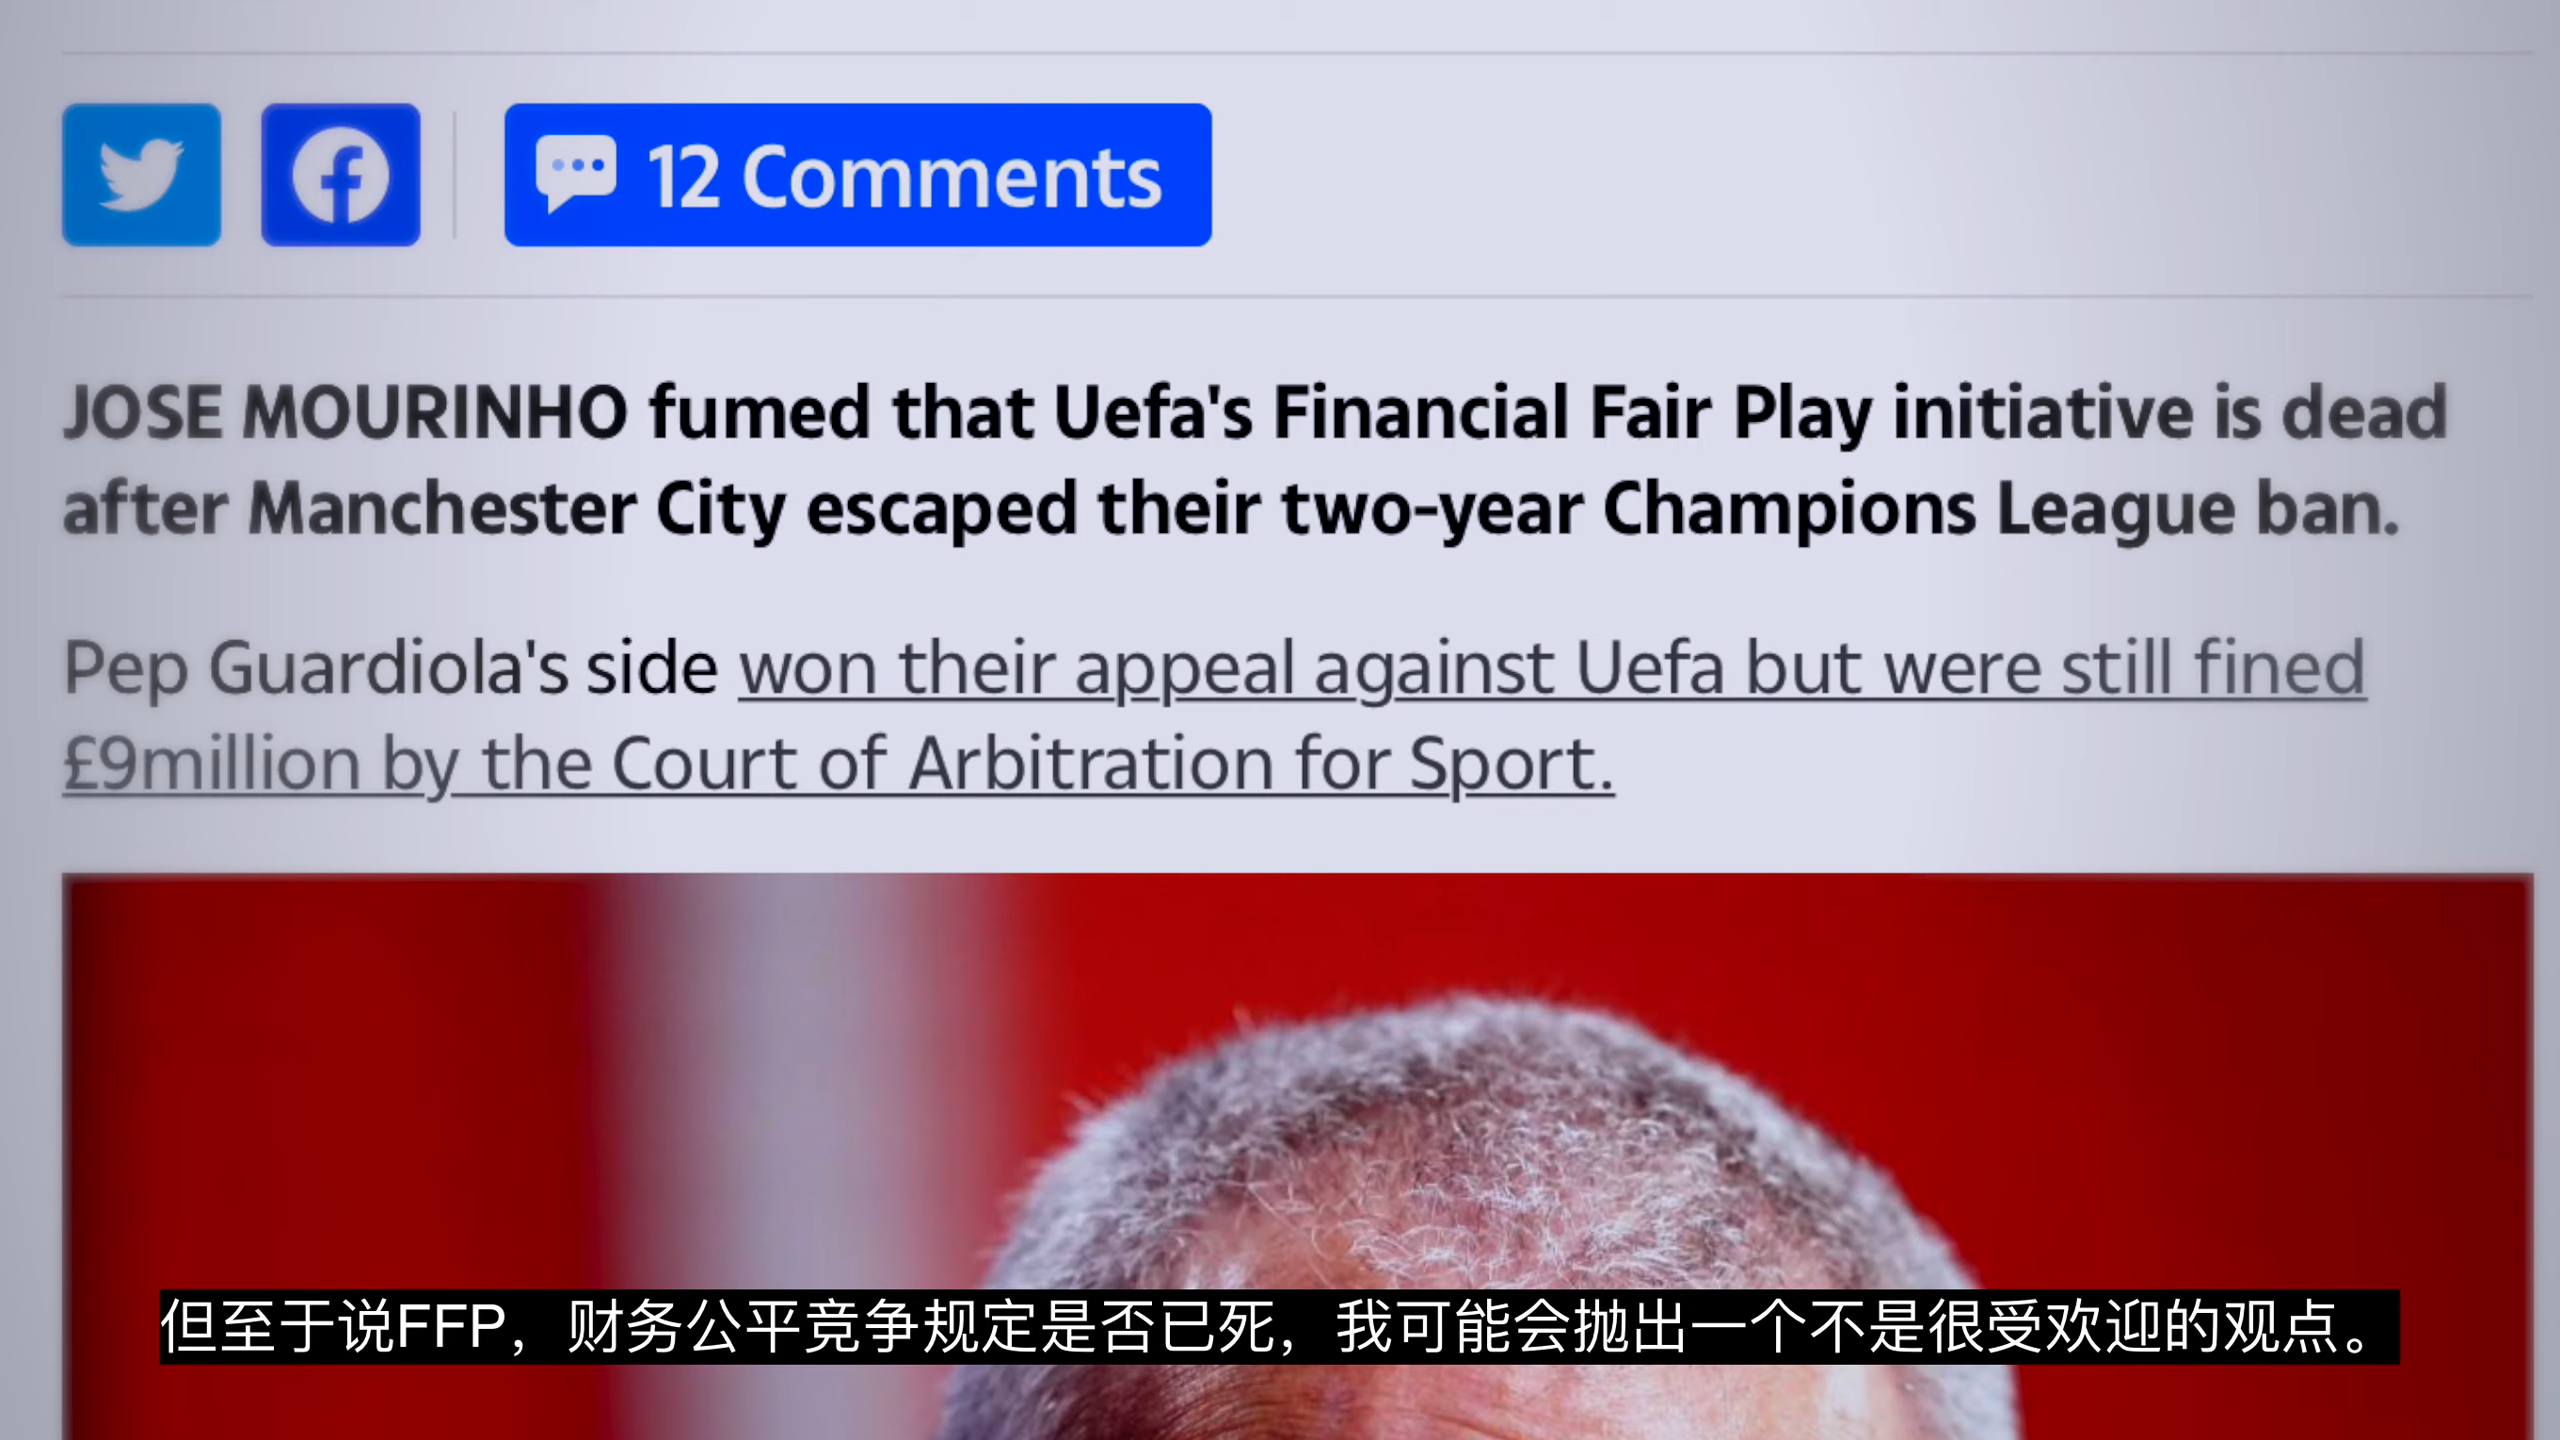 12 Comments
JOSE MOURINHO fumed that Uefa's Financial Fair Play initiative is dead
after Manchester City escaped their two-year Champions League ban.
Pep Guardiola's side won their appeal against Uefa but were still fined
£9million by the Court of Arbitration for Sport.
但至于说FFP，财务公平竞争规定是否已死，我可能会抛出一个不是很受欢迎的观点。